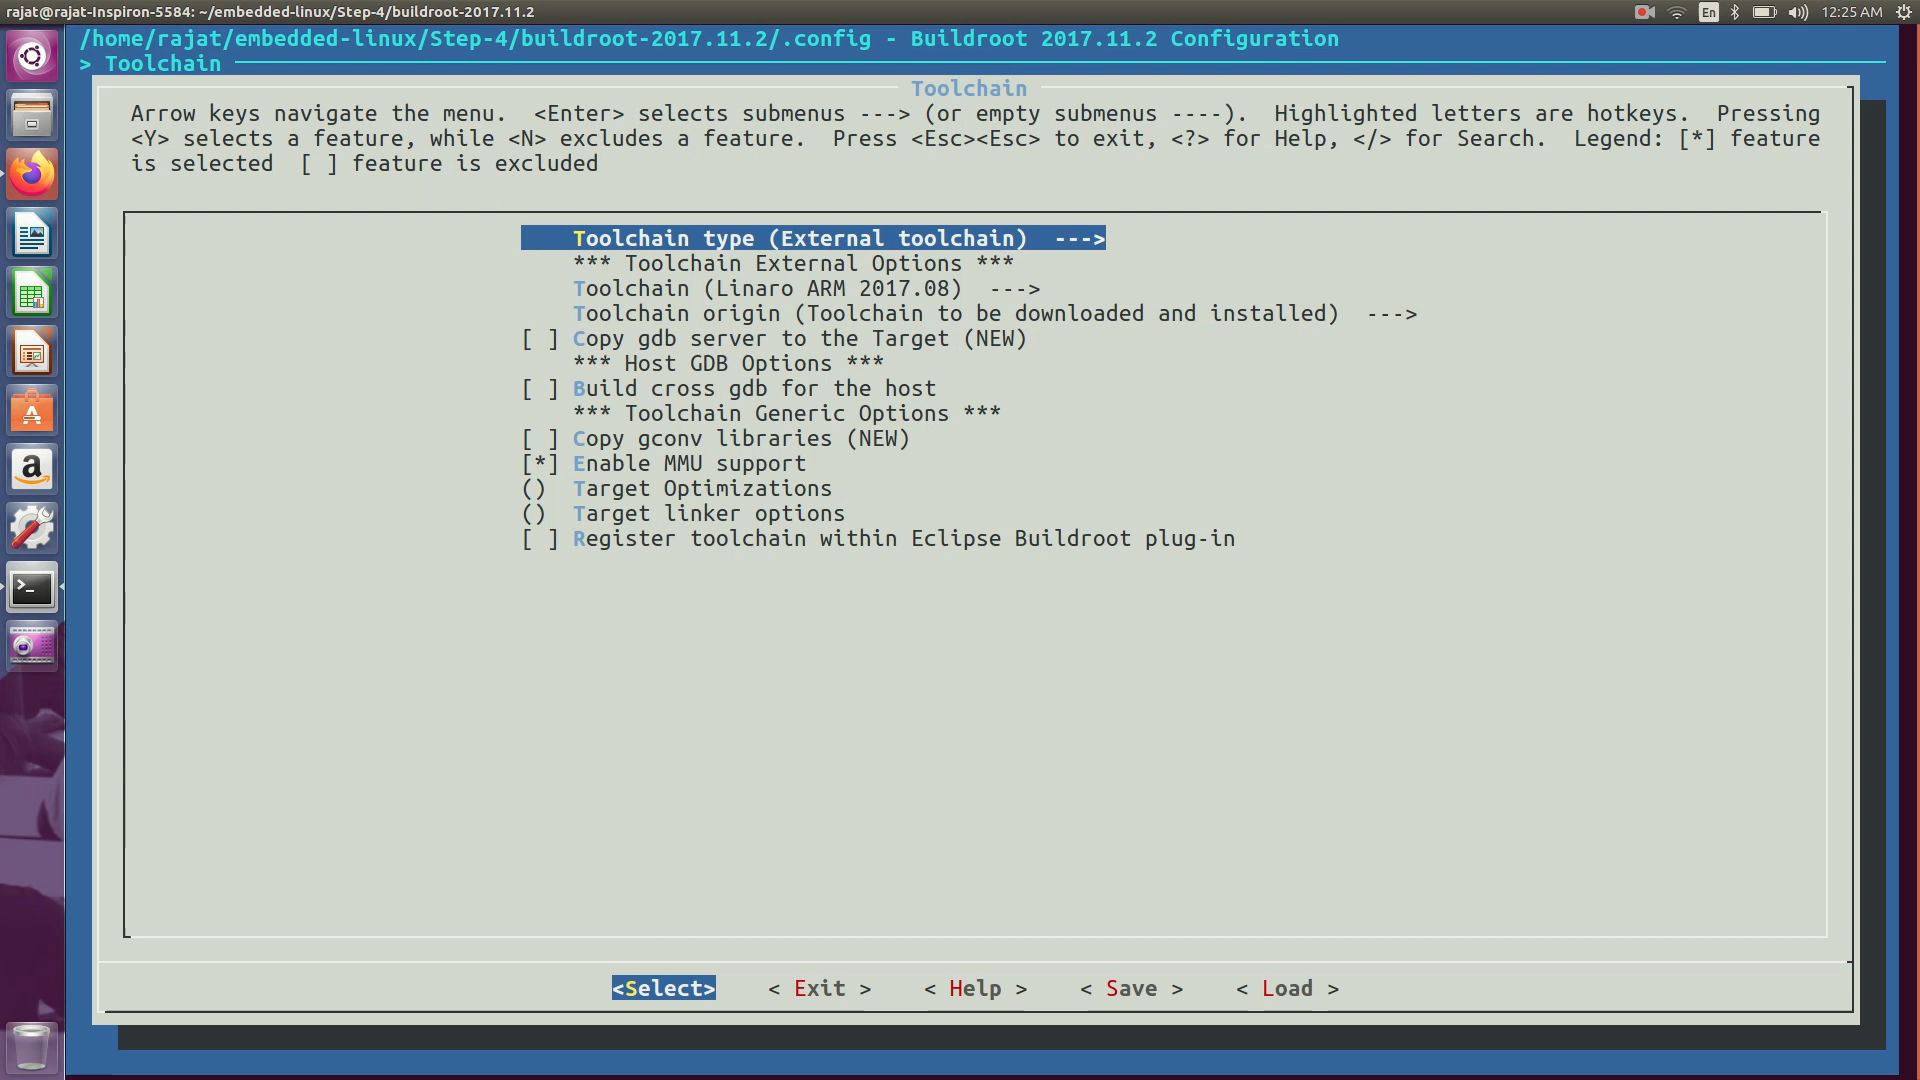 rajat@rajat-Inspiron-5584: ~/embedded-linux/Step-4/buildroot-2017.11.2
En
12:25 AM
/home/rajat/embedded-linux/Step-4/buildroot-2017.11.2/.config - Buildroot 2017.11.2 Configuration
> Toolchain
Toolchain
Arrow keys navigate the menu.  <Enter> selects submenus ---> (or empty submenus ----).  Highlighted letters are hotkeys.  Pressing
<Y> selects a feature, while <N> excludes a feature.  Press <Esc><Esc> to exit, <?> for Help, </> for Search.  Legend: [*] feature
is selected  [ ] feature is excluded
Toolchain type (External toolchain)  --->
*** Toolchain External Options ***
Toolchain (Linaro ARM 2017.08)  --->
Toolchain origin (Toolchain to be downloaded and installed)  --->
[ ] Copy gdb server to the Target (NEW)
*** Host GDB Options ***
[ ] Build cross gdb for the host
*** Toolchain Generic Options ***
[ ] Copy gconv libraries (NEW)
[*] Enable MMU support
()  Target Optimizations
()  Target linker options
[ ] Register toolchain within Eclipse Buildroot plug-in
<Select>    < Exit >    < Help >    < Save >    < Load >